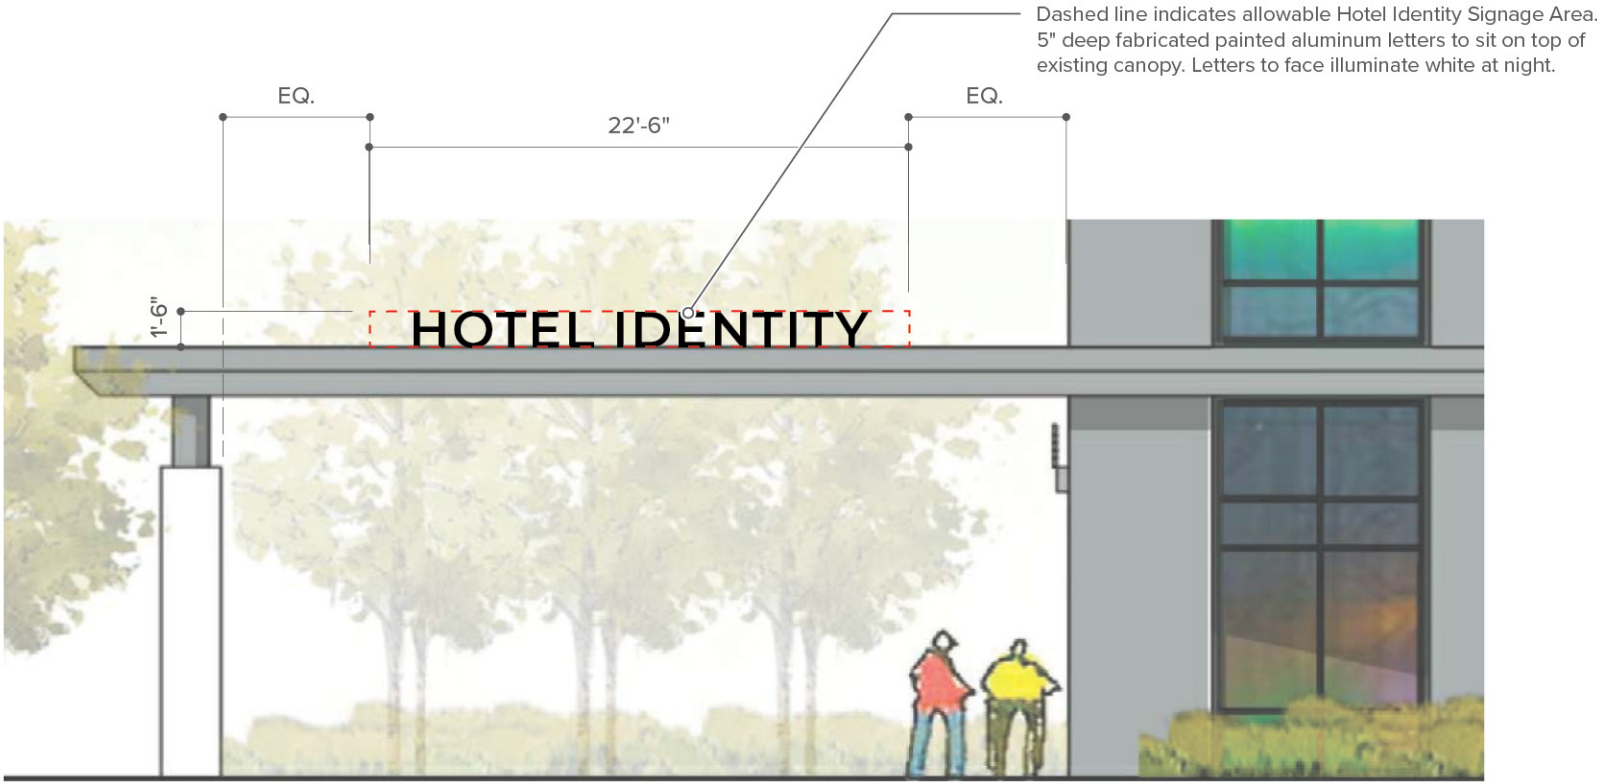 Dashed line indicates allowable Hotel Identity Signage Area.
5" deep fabricated painted aluminum letters to sit on top of
existing canopy. Letters to face illuminate white at night.
EQ.
EQ.
22'-6"
1'-6"
HOTEL IDENTITY